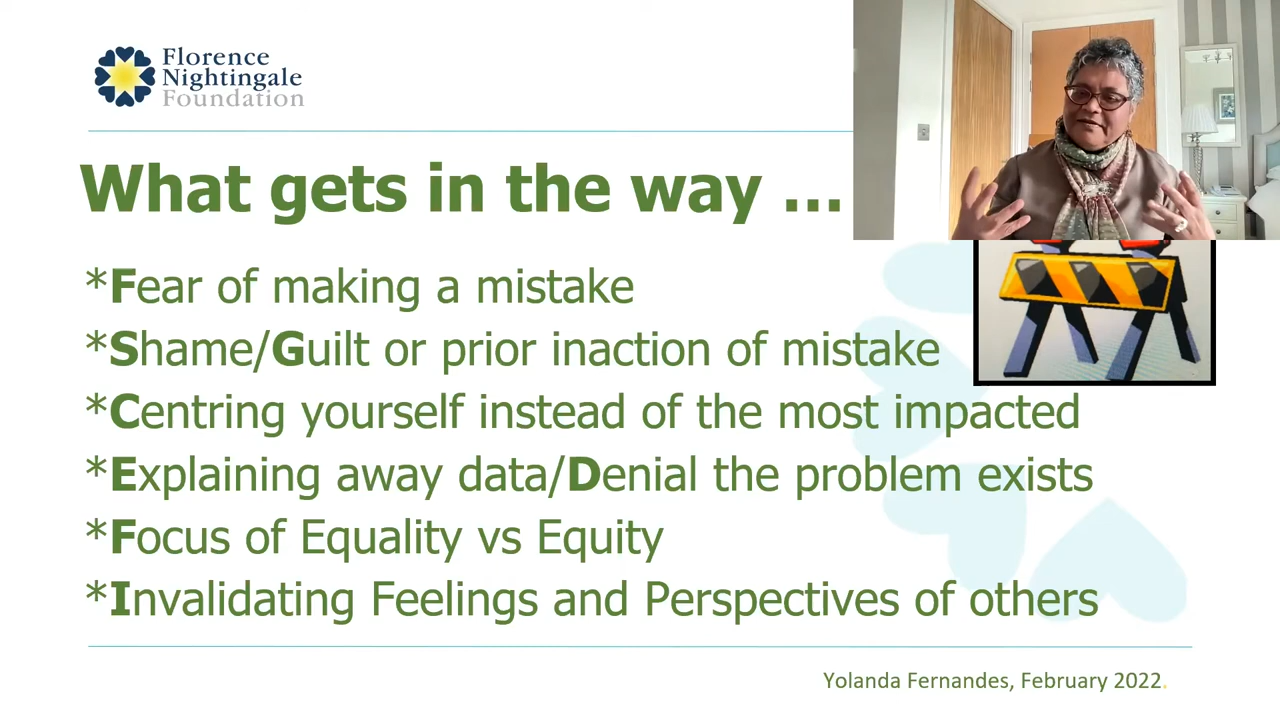 Florence
Nightingale
Foundation
What gets in the way ...
*Fear of making a mistake
*Shame/Guilt or prior inaction of mistake
*Centring yourself instead of the most impacted
*Explaining away data/Denial the problem exists
*Focus of Equality vs Equity
*Invalidating Feelings and Perspectives of others
Yolanda Fernandes, February 2022.